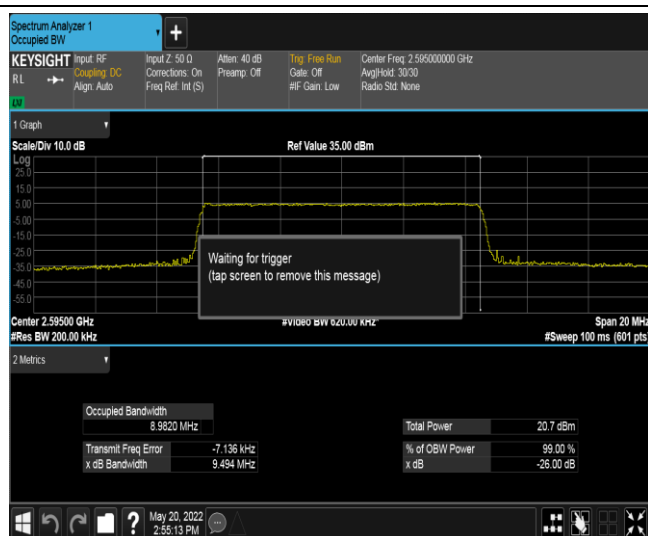 Spectrum Analyzer 1
Occupied BW
+
KEYSIGHT Input: RF Input Z: 50 Ω Atten: 40 dB Trig: Free Run Center Freq: 2.595000000 GHz
RL Coupling: DC Corrections: On Preamp: Off Gate: Off Avg|Hold: 30/30
Align: Auto Freq Ref: Int (S) #IF Gain: Low Radio Std: None
LXI
1 Graph
Scale/Div 10.0 dB Ref Value 35.00 dBm
Log
25.0
15.0
5.00
-5.00
-15.0
-25.0
-35.0
-45.0
-55.0
Waiting for trigger
(tap screen to remove this message)
Center 2.59500 GHz #Video BW 620.00 kHz* Span 20 MHz
#Res BW 200.00 kHz #Sweep 100 ms (601 pts)
2 Metrics
Occupied Bandwidth
8.9820 MHz Total Power 20.7 dBm
Transmit Freq Error -7.136 kHz % of OBW Power 99.00 %
x dB Bandwidth 9.494 MHz x dB -26.00 dB
? May 20, 2022
2:55:13 PM